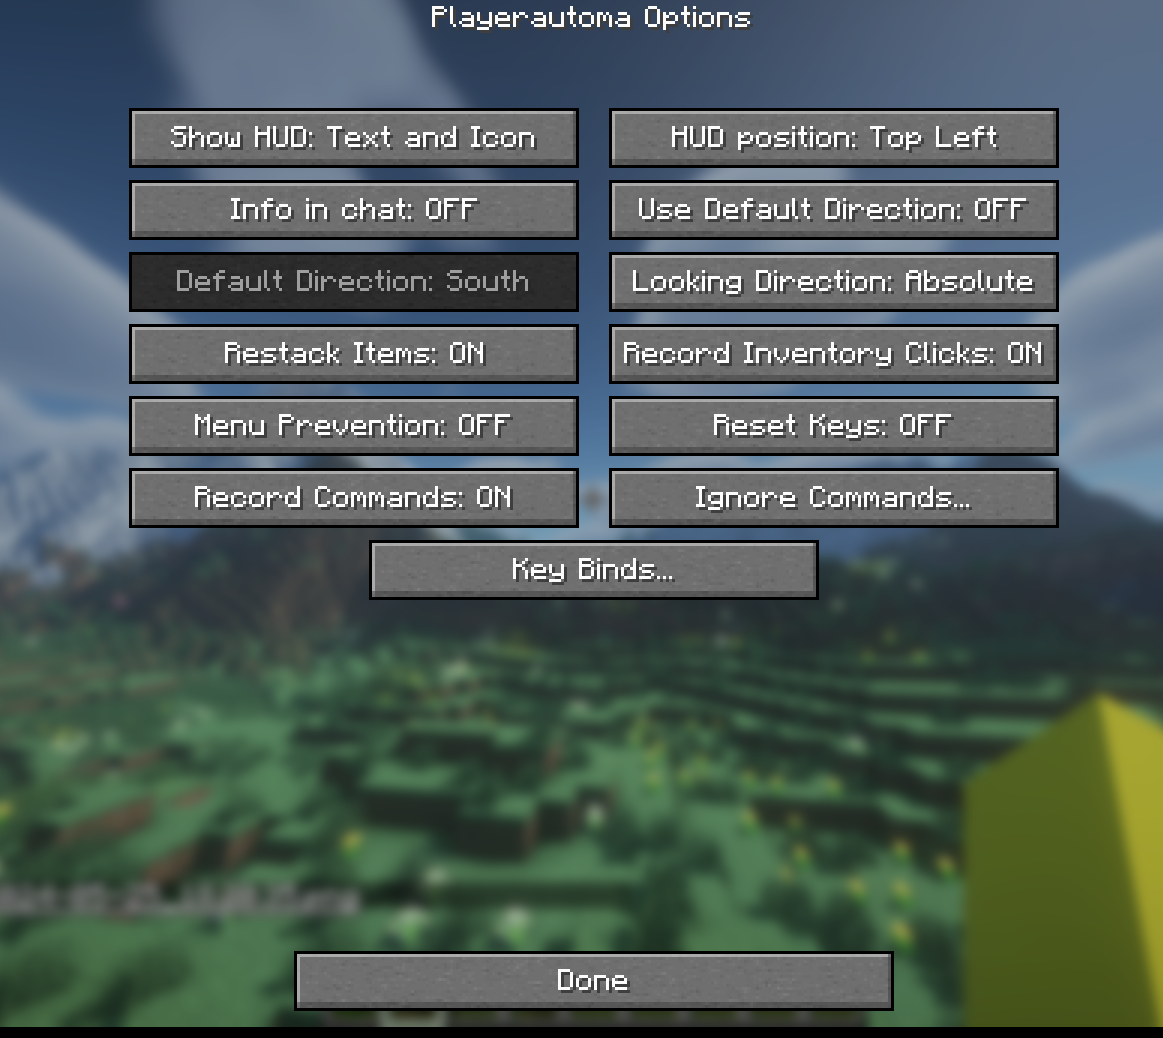 Playerautoma Options
Show HUD: Text and Icon
HUD position: Top Left
Info in chat: OFF
Use Default Direction: OFF
Default Direction: South
Looking Direction: Absolute
Restack Items: ON
Record Inventory Clicks: ON
Menu Prevention: OFF
Reset Keys: OFF
Record Commands: ON
Ignore Commands...
Key Binds...
Done